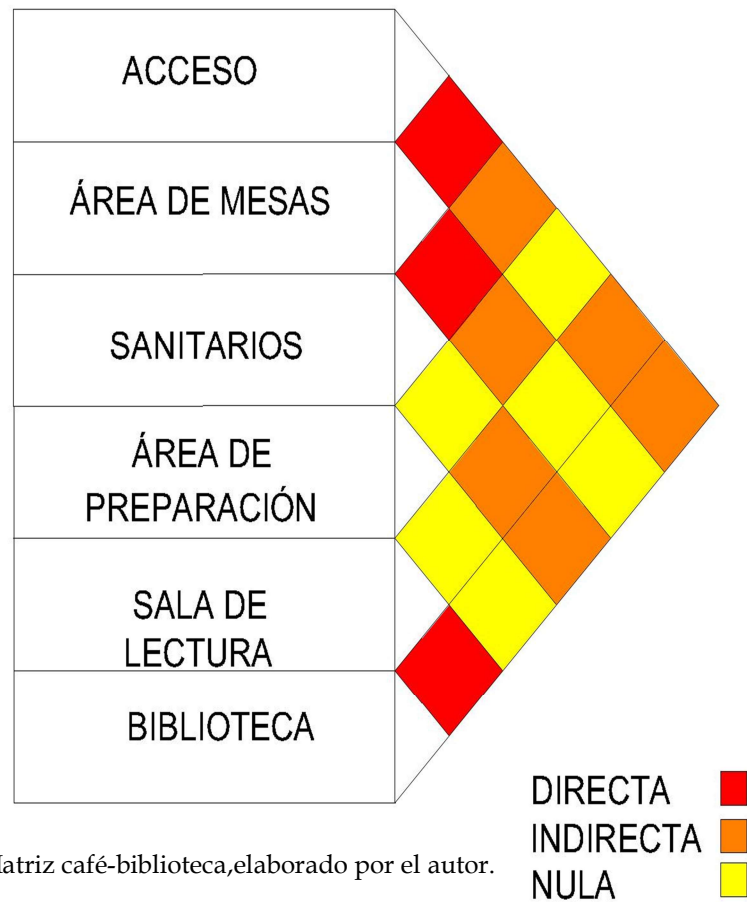 ACCESO
ÁREA DE MESAS
SANITARIOS
ÁREA DE
PREPARACIÓN
SALA DE
LECTURA
BIBLIOTECA
DIRECTA
INDIRECTA
NULA
café-biblioteca,elaborado por el autor.